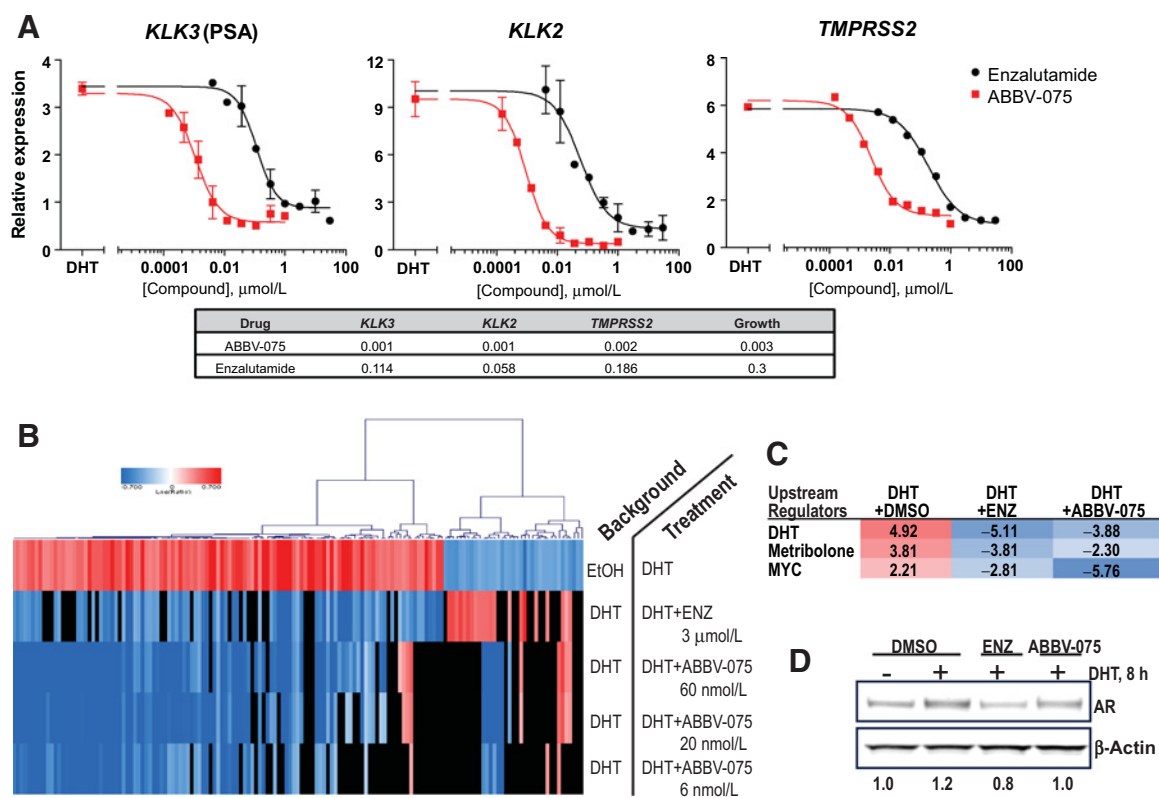 A
KLK3 (PSA)
KLK2
TMPRSS2
Relative expression
4
3
2
1
0
DHT
0.0001
0.01
1
100
[Compound], μmol/L
12
9
6
3
0
DHT
0.0001
0.01
1
100
[Compound], μmol/L
8
6
4
2
0
DHT
0.0001
0.01
1
100
[Compound], μmol/L
Enzalutamide
ABBV-075
Drug KLK3 KLK2 TMPRSS2 Growth
ABBV-075 0.001 0.001 0.002 0.003
Enzalutamide 0.114 0.058 0.186 0.3
B
-0.700 0 0.700
Log(Ratio)
Background
Treatment
EtOH DHT
DHT DHT+ENZ
3 μmol/L
DHT DHT+ABBV-075
60 nmol/L
DHT DHT+ABBV-075
20 nmol/L
DHT DHT+ABBV-075
6 nmol/L
C
Upstream Regulators
DHT +DMSO
DHT +ENZ
DHT +ABBV-075
DHT 4.92 −5.11 −3.88
Metribolone 3.81 −3.81 −2.30
MYC 2.21 −2.81 −5.76
D
DMSO ENZ ABBV-075
- + + + DHT, 8 h
AR
β-Actin
1.0 1.2 0.8 1.0